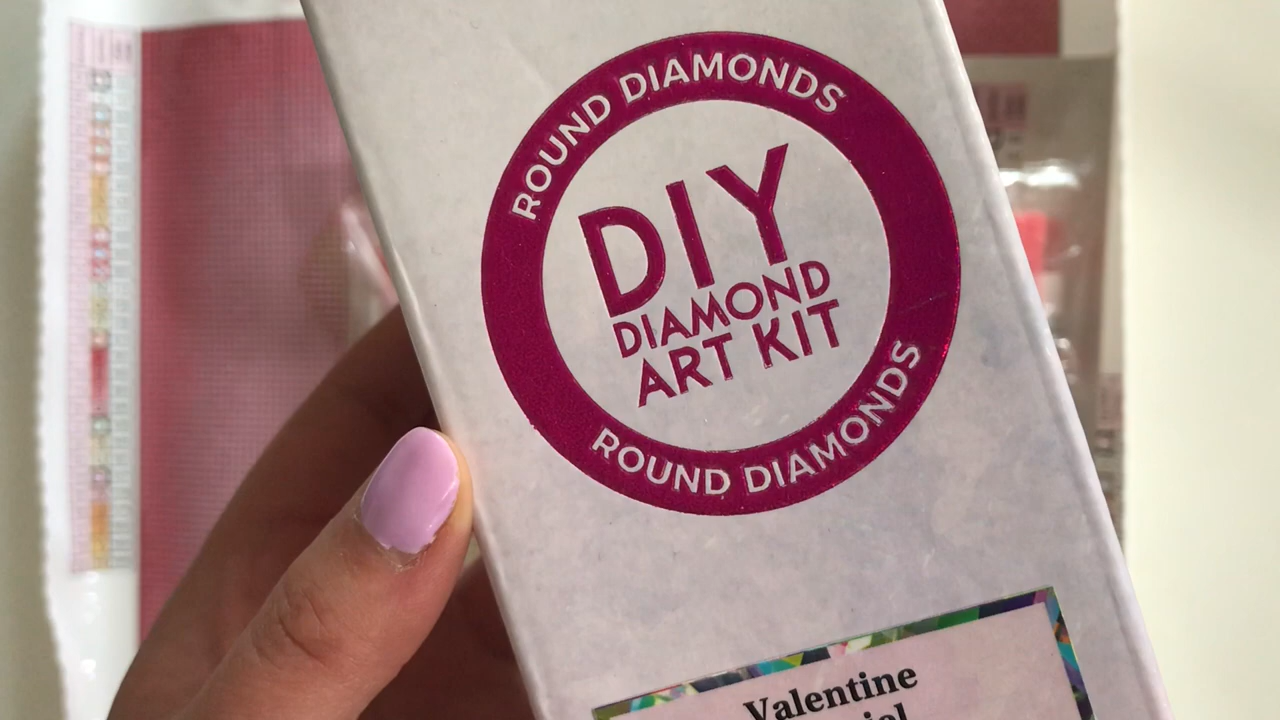 ROUND DIAMONDS
DIY
DIAMOND
ART KIT
ROUND DIAMONDS
Valentine